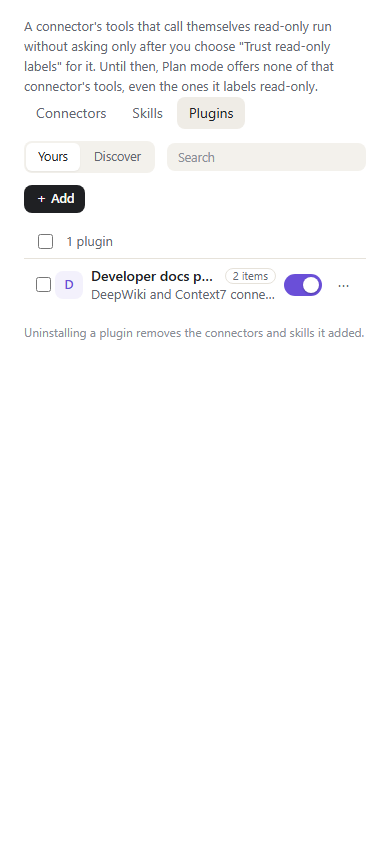 A connector's tools that call themselves read-only run
without asking only after you choose "Trust read-only
labels" for it. Until then, Plan mode offers none of that
connector's tools, even the ones it labels read-only.
Connectors Skills Plugins
Yours Discover Search
+ Add
1 plugin
D Developer docs p... 2 items
DeepWiki and Context7 conne...
Uninstalling a plugin removes the connectors and skills it added.